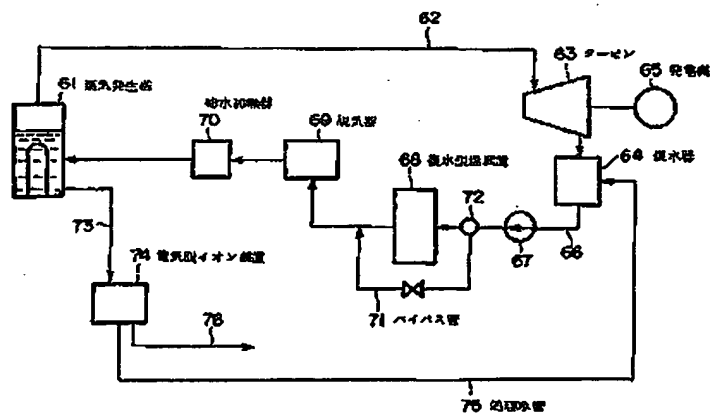 62
63 タービン
65 発電機
61 蒸気発生器
給水加熱器
70
69 脱気器
68 復水脱塩装置
72
64 復水器
67
66
73
74 電気脱イオン装置
71 バイパス管
76
75 処理水管